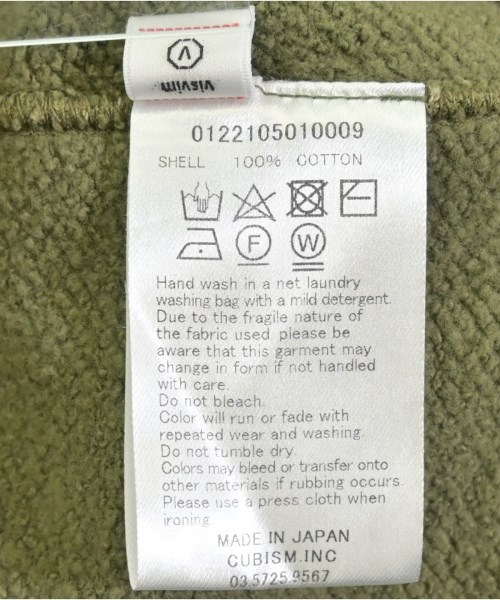 visvim
0122105010009
SHELL 100% COTTON
F W
Hand wash in a net laundry
washing bag with a mild detergent.
Due to the fragile nature of
the fabric used, please be
aware that this garment may
change in form if not handled
with care.
Do not bleach.
Color will run or fade with
repeated wear and washing.
Do not tumble dry.
Colors may bleed or transfer onto
other materials if rubbing occurs.
Please use a press cloth when
ironing.
MADE IN JAPAN
CUBISM.INC
03.5725.9567